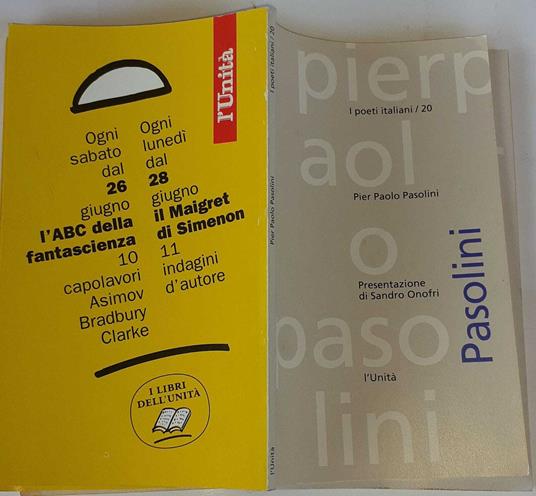 l'Unità
Ogni
sabato
dal
26
giugno
l'ABC della
fantascienza
10
capolavori
Asimov
Bradbury
Clarke
Ogni
lunedì
dal
28
giugno
il Maigret
di Simenon
11
indagini
d'autore
I LIBRI
DELL'UNITÀ
I poeti italiani / 20
Pier Paolo Pasolini
l'Unità
pierp
aol
o
paso
lini
I poeti italiani / 20
Pier Paolo Pasolini
Presentazione
di Sandro Onofri
l'Unità
Pasolini